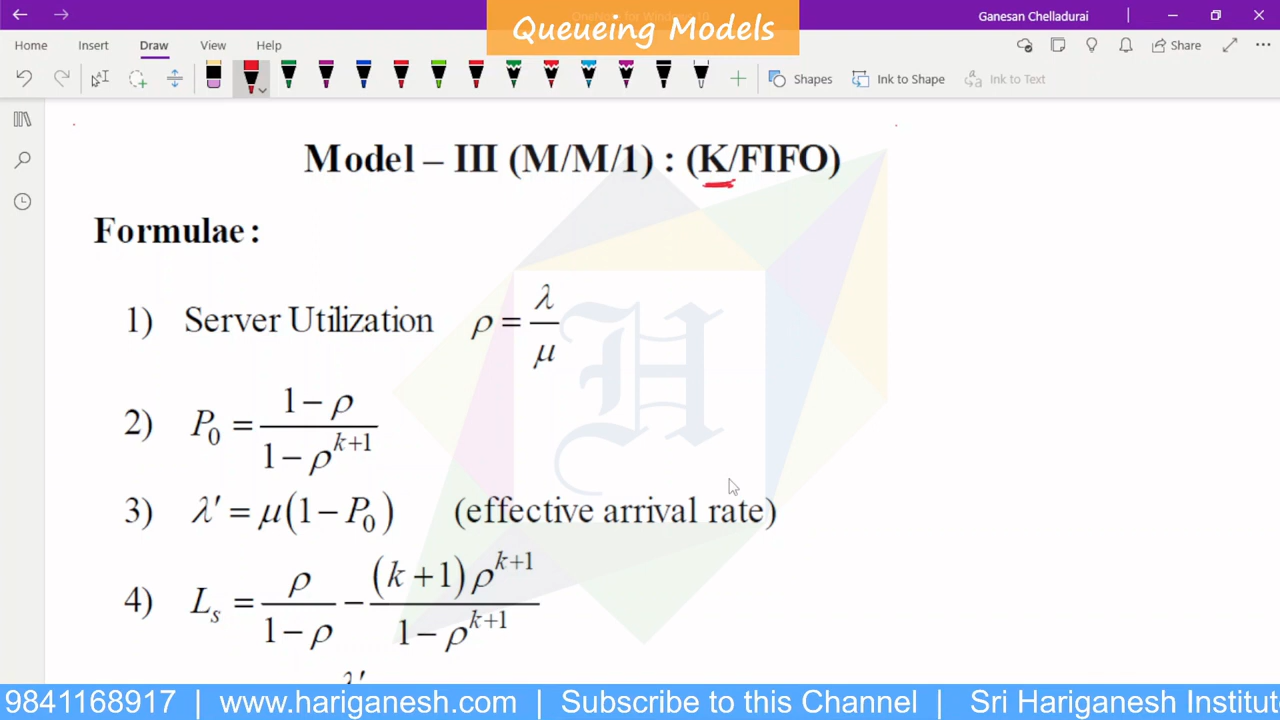 Queueing Models
Ganesan Chelladurai
Home Insert Draw View Help
Share
Shapes
Ink to Shape
Ink to Text
Model – III (M/M/1) : (K/FIFO)
Formulae :
1) Server Utilization ρ = λ/μ
2) P₀ = (1 − ρ)/(1 − ρ^(k+1))
3) λ′ = μ(1 − P₀) (effective arrival rate)
4) Lₛ = ρ/(1 − ρ) − (k + 1)ρ^(k+1)/(1 − ρ^(k+1))
λ′
9841168917 | www.hariganesh.com | Subscribe to this Channel | Sri Hariganesh Institut